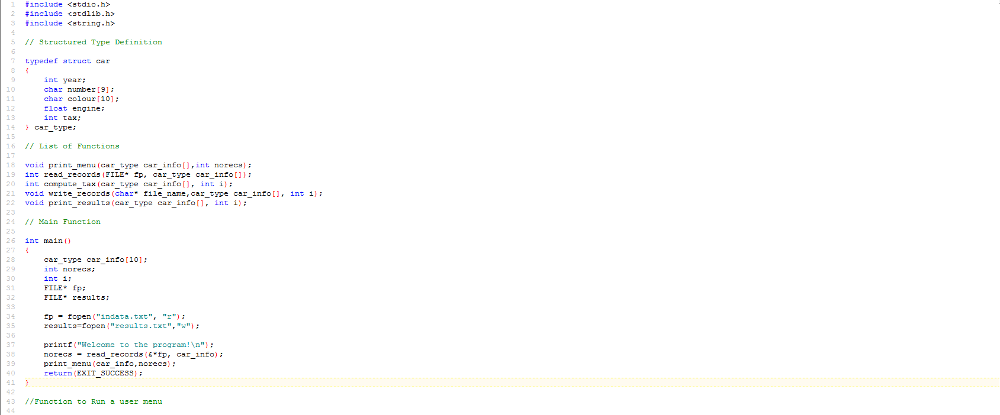 1 #include <stdio.h>
2 #include <stdlib.h>
3 #include <string.h>
4
5 // Structured Type Definition
6
7 typedef struct car
8 {
9     int year;
10     char number[9];
11     char colour[10];
12     float engine;
13     int tax;
14 } car_type;
15
16 // List of Functions
17
18 void print_menu(car_type car_info[],int norecs);
19 int read_records(FILE* fp, car_type car_info[]);
20 int compute_tax(car_type car_info[], int i);
21 void write_records(char* file_name,car_type car_info[], int i);
22 void print_results(car_type car_info[], int i);
23
24 // Main Function
25
26 int main()
27 {
28     car_type car_info[10];
29     int norecs;
30     int i;
31     FILE* fp;
32     FILE* results;
33
34     fp = fopen("indata.txt", "r");
35     results=fopen("results.txt","w");
36
37     printf("Welcome to the program!\n");
38     norecs = read_records(&*fp, car_info);
39     print_menu(car_info,norecs);
40     return(EXIT_SUCCESS);
41 }
42
43 //Function to Run a user menu
44